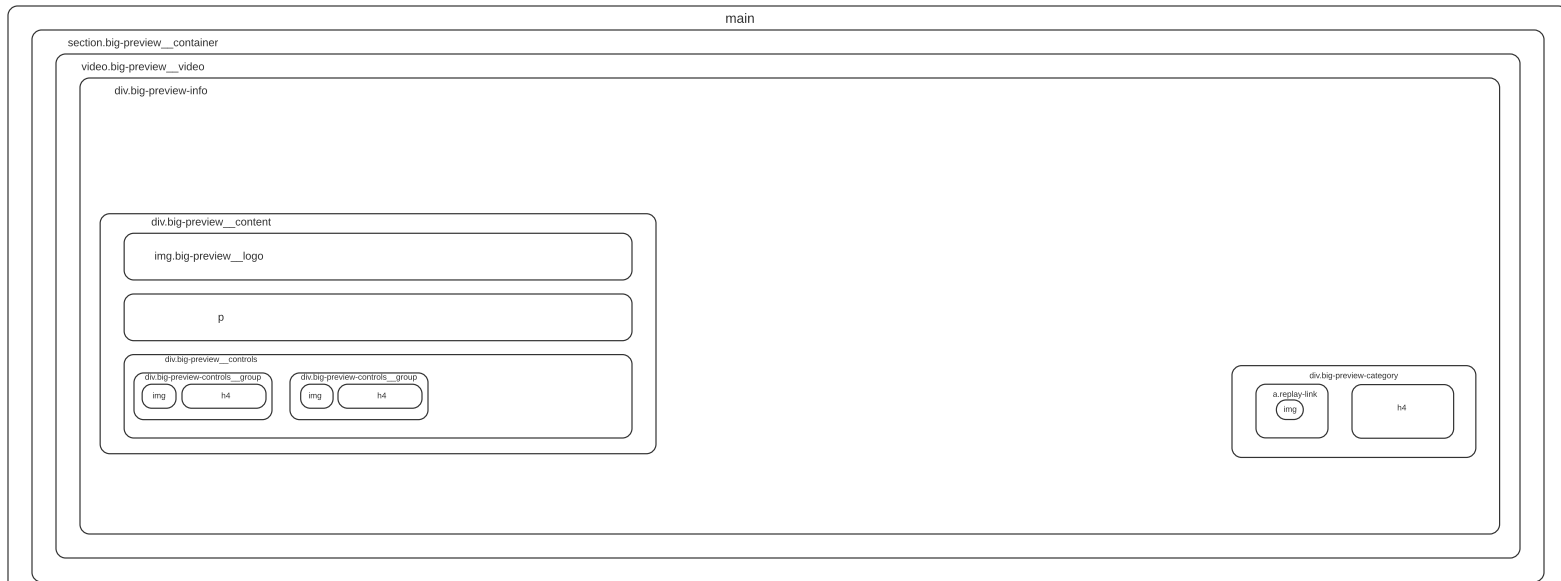 main
section.big-preview__container
video.big-preview__video
div.big-preview-info
div.big-preview__content
img.big-preview__logo
p
div.big-preview__controls
div.big-preview-controls__group
img
h4
div.big-preview-controls__group
img
h4
div.big-preview-category
a.replay-link
img
h4